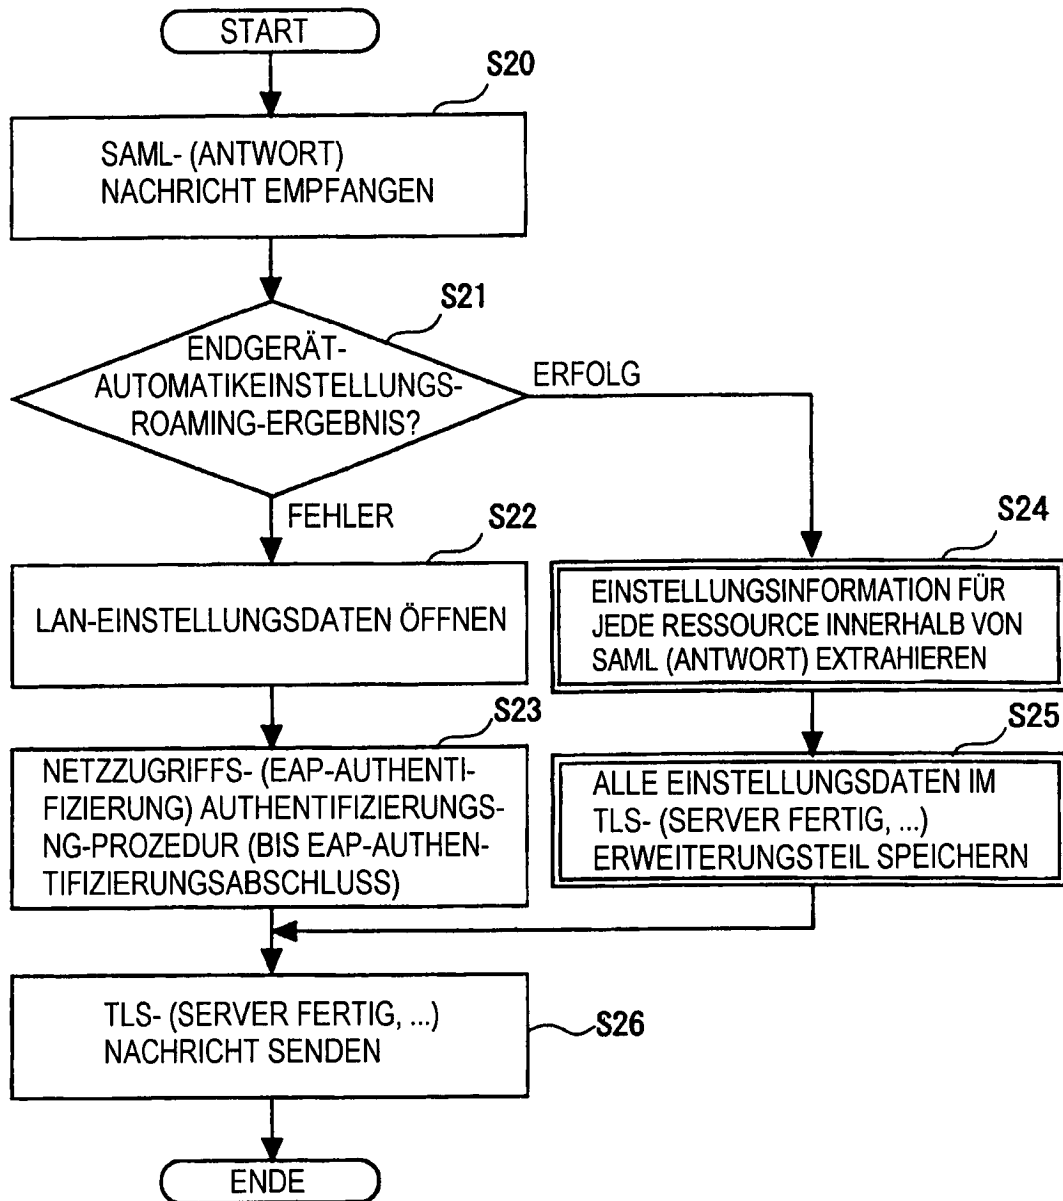 START
S20
SAML- (ANTWORT)
NACHRICHT EMPFANGEN
S21
ENDGERÄT-
AUTOMATIKEINSTELLUNGS-
ROAMING-ERGEBNIS?
ERFOLG
FEHLER
S22
LAN-EINSTELLUNGSDATEN ÖFFNEN
S23
NETZZUGRIFFS- (EAP-AUTHENTI-
FIZIERUNG) AUTHENTIFIZIERUNGS-
NG-PROZEDUR (BIS EAP-AUTHEN-
TIFIZIERUNGSABSCHLUSS)
S24
EINSTELLUNGSINFORMATION FÜR
JEDE RESSOURCE INNERHALB VON
SAML (ANTWORT) EXTRAHIEREN
S25
ALLE EINSTELLUNGSDATEN IM
TLS- (SERVER FERTIG, ...)
ERWEITERUNGSTEIL SPEICHERN
TLS- (SERVER FERTIG, ...)
NACHRICHT SENDEN
S26
ENDE